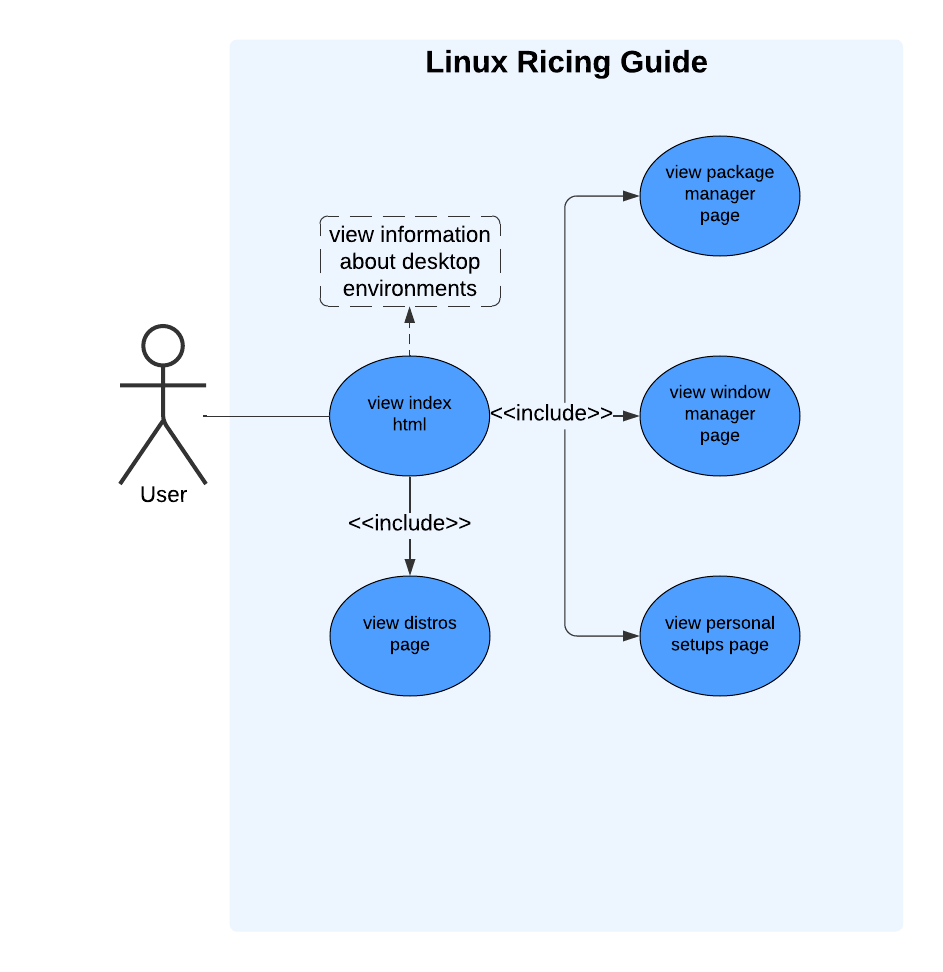 Linux Ricing Guide
view package
manager
page
view information
about desktop
environments
view index
html
<<include>>
view window
manager
page
User
<<include>>
view distros
page
view personal
setups page